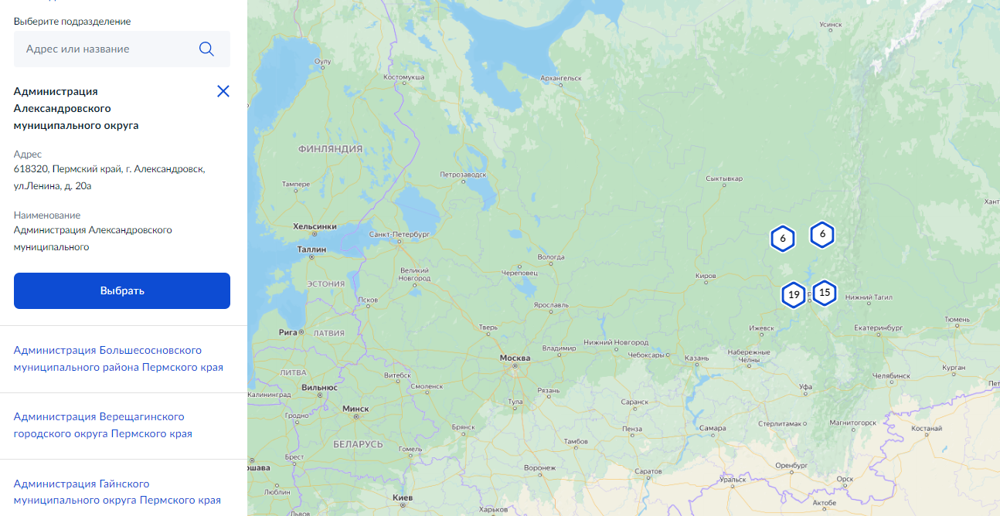 Выберите подразделение
Адрес или название
Администрация
Александровского
муниципального округа
Адрес
618320, Пермский край, г. Александровск,
ул.Ленина, д. 20а
Наименование
Администрация Александровского
муниципального
Выбрать
Администрация Большесосновского
муниципального района Пермского края
Администрация Верещагинского
городского округа Пермского края
Администрация Гайнского
муниципального округа Пермского края
Усинск
Оулу
Костомукша
Архангельск
ФИНЛЯНДИЯ
Петрозаводск
Сыктывкар
Тампере
Хант
Хельсинки
Санкт-Петербург
6
6
Таллин
Вологда
Великий
Новгород
Череповец
Киров
ЭСТОНИЯ
19
15
Нижний Тагил
Псков
Ярославль
Тюмень
Рига
ЛАТВИЯ
Тверь
Ижевск
Екатеринбург
Нижний Новгород
Владимир
Чебоксары
Москва
Казань
Набережные
Челны
ЛИТВА
Витебск
Челябинск
Курган
Вильнюс
Смоленск
Рязань
Уфа
Пет
Калининград
Тула
Саранск
Минск
Гродно
Брянск
Пенза
Самара
Стерлитамак
Магнитогорск
Костанай
БЕЛАРУСЬ
Гомель
Тамбов
Брест
ршава
Воронеж
Саратов
Оренбург
Уральск
Орск
Люблин
Киев
Актобе
Львов
Харьков